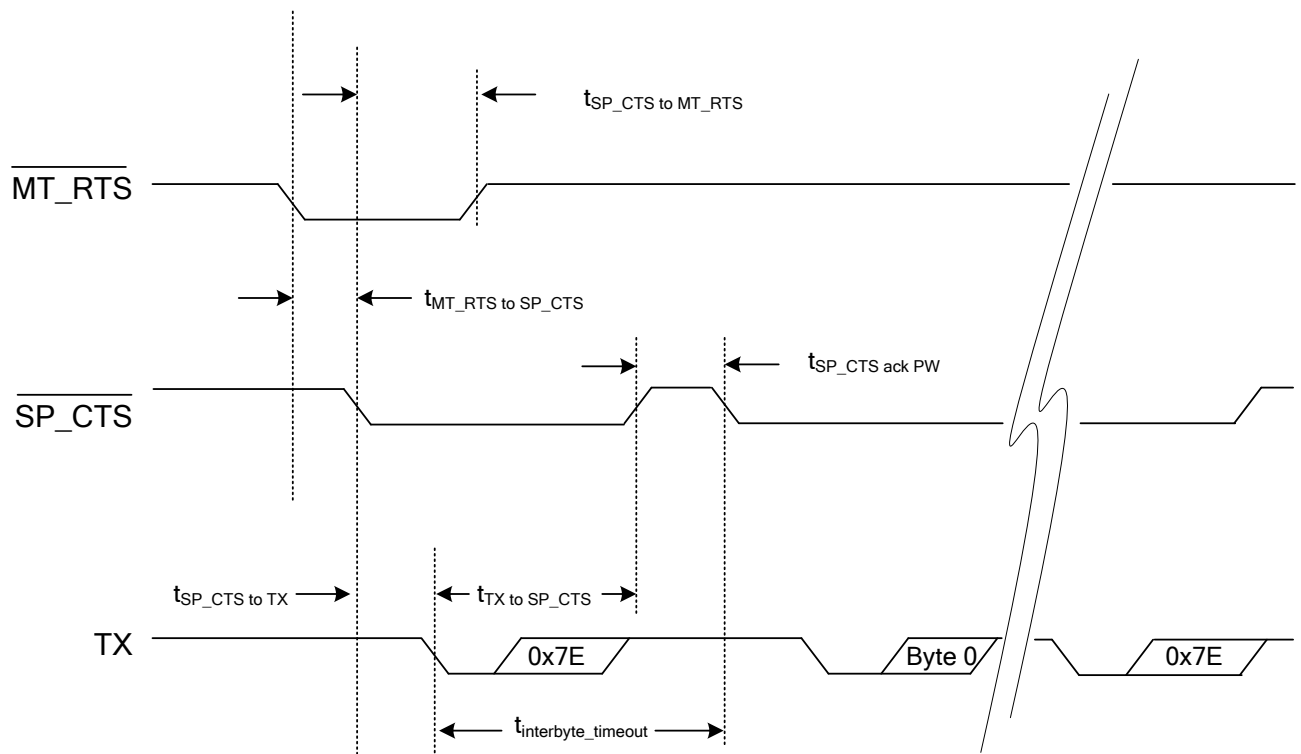 tSP_CTS to MT_RTS
MT_RTS
tMT_RTS to SP_CTS
tSP_CTS ack PW
SP_CTS
tSP_CTS to TX
tTX to SP_CTS
TX
0x7E
Byte 0
0x7E
tinterbyte_timeout